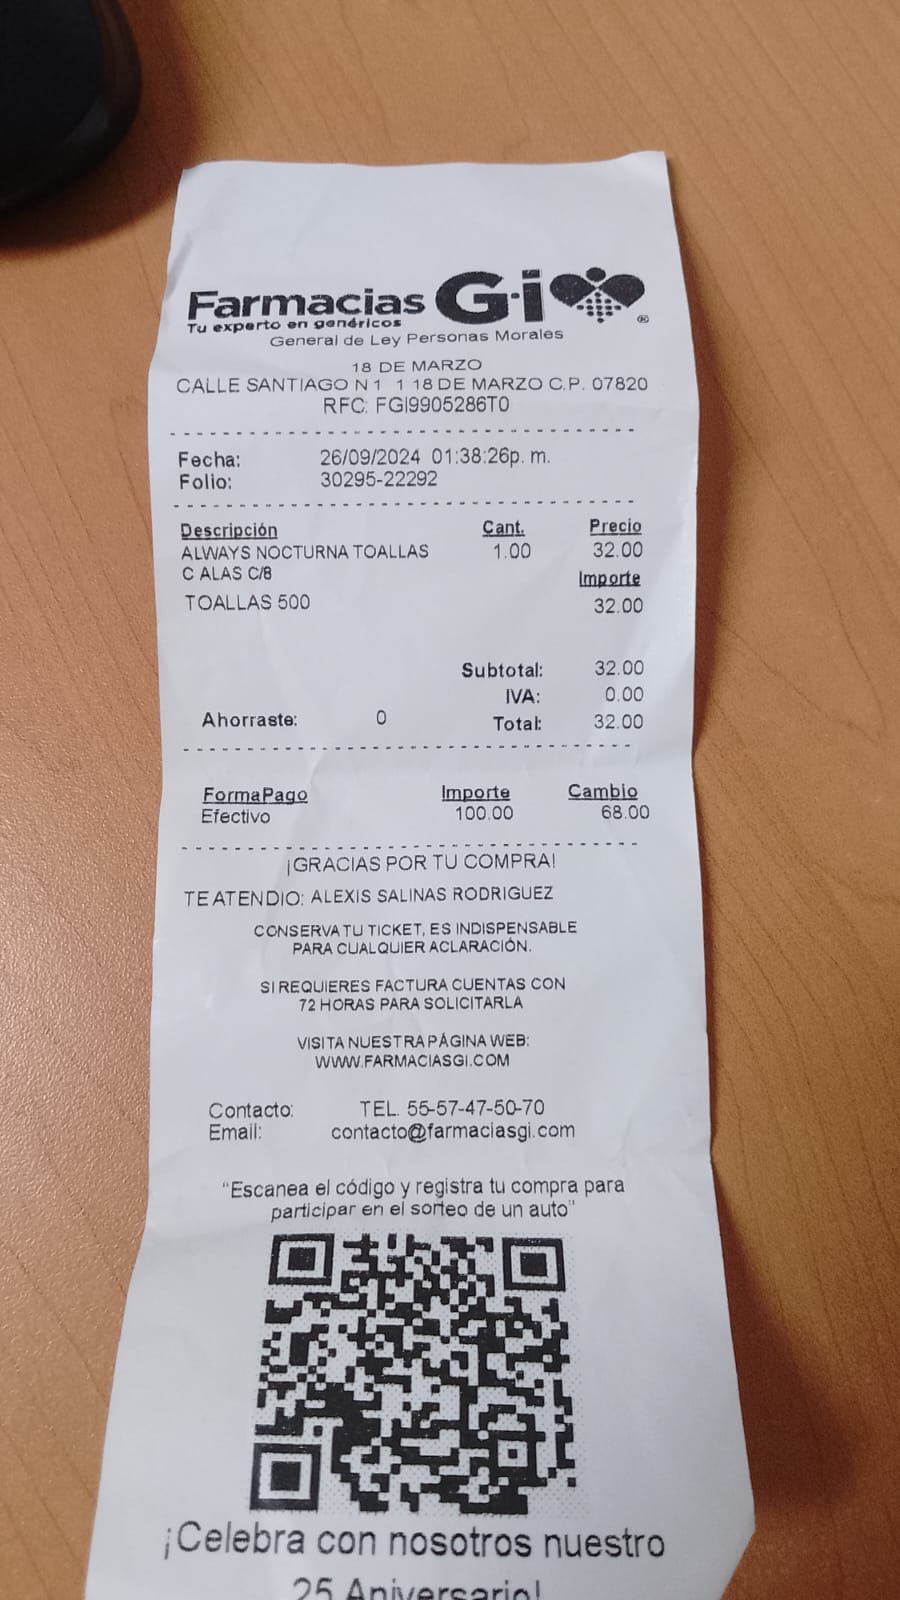 Farmacias G·i ®
Tu experto en genéricos
General de Ley Personas Morales
18 DE MARZO
CALLE SANTIAGO N 1 1 18 DE MARZO C.P. 07820
RFC: FGI9905286T0
Fecha: 26/09/2024 01:38:26p. m.
Folio: 30295-22292
Descripción Cant. Precio
ALWAYS NOCTURNA TOALLAS 1.00 32.00
C ALAS C/8 Importe
TOALLAS 500 32.00
Subtotal: 32.00
IVA: 0.00
Ahorraste: 0 Total: 32.00
FormaPago Importe Cambio
Efectivo 100.00 68.00
¡GRACIAS POR TU COMPRA!
TE ATENDIO: ALEXIS SALINAS RODRIGUEZ
CONSERVA TU TICKET, ES INDISPENSABLE
PARA CUALQUIER ACLARACIÓN.
SI REQUIERES FACTURA CUENTAS CON
72 HORAS PARA SOLICITARLA
VISITA NUESTRA PÁGINA WEB:
WWW.FARMACIASGI.COM
Contacto: TEL. 55-57-47-50-70
Email: contacto@farmaciasgi.com
"Escanea el código y registra tu compra para
participar en el sorteo de un auto"
¡Celebra con nosotros nuestro
25 Aniversario!